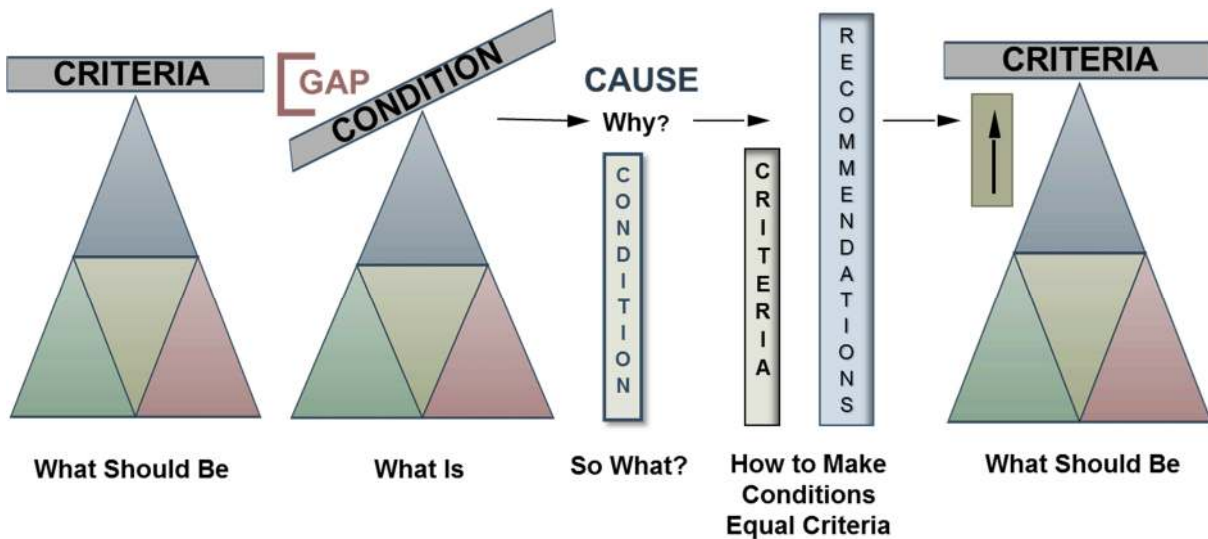 CRITERIA
GAP
CONDITION
CAUSE
Why?
CONDITION
CRITERIA
RECOMMENDATIONS
CRITERIA
What Should Be
What Is
So What?
How to Make
Conditions
Equal Criteria
What Should Be